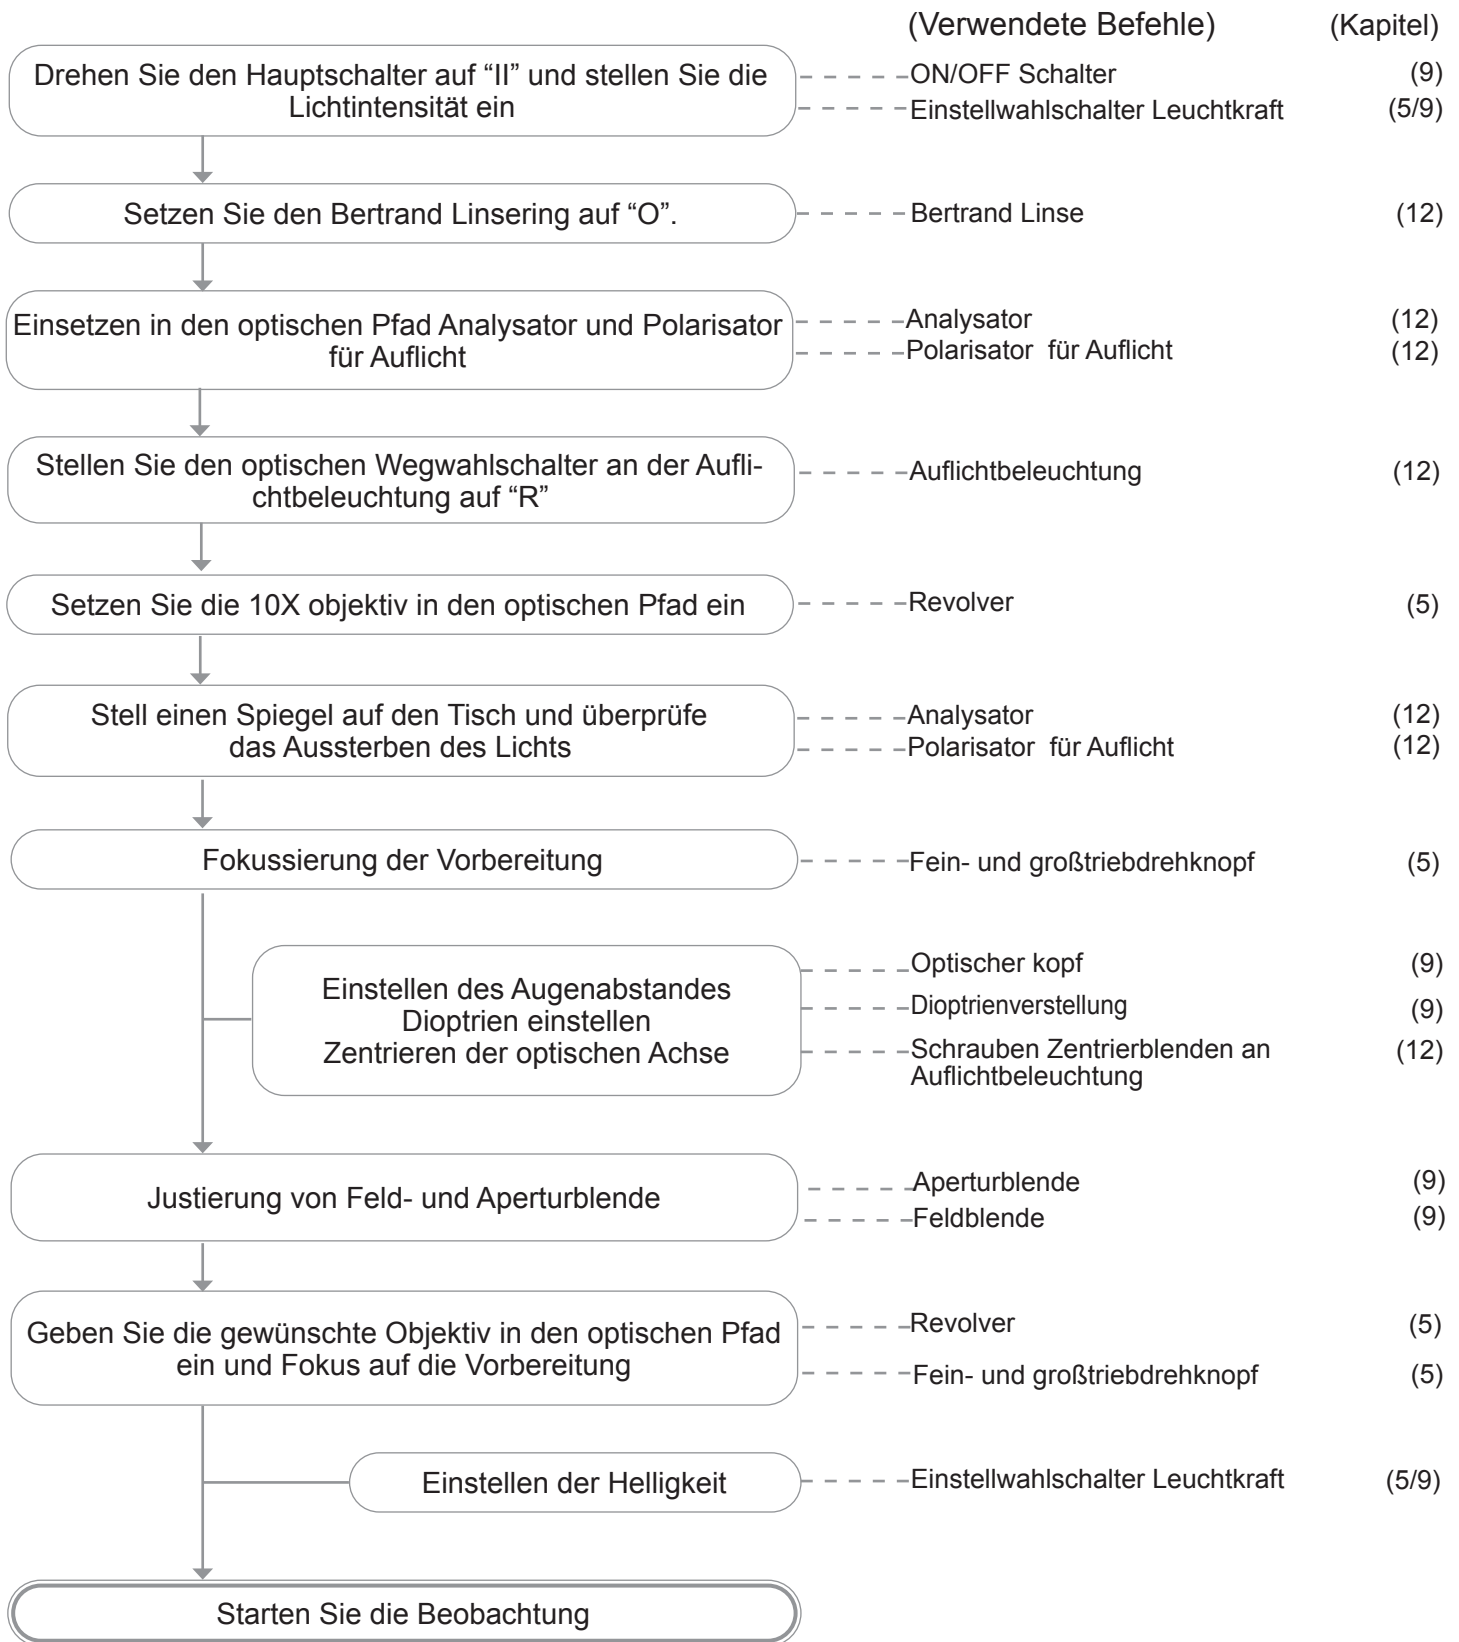 (Verwendete Befehle) (Kapitel)
Drehen Sie den Hauptschalter auf “II” und stellen Sie die
Lichtintensität ein
ON/OFF Schalter (9)
Einstellwahlschalter Leuchtkraft (5/9)
Setzen Sie den Bertrand Linsering auf “O”.
Bertrand Linse (12)
Einsetzen in den optischen Pfad Analysator und Polarisator
für Auflicht
Analysator (12)
Polarisator für Auflicht (12)
Stellen Sie den optischen Wegwahlschalter an der Aufli-
chtbeleuchtung auf “R”
Auflichtbeleuchtung (12)
Setzen Sie die 10X objektiv in den optischen Pfad ein
Revolver (5)
Stell einen Spiegel auf den Tisch und überprüfe
das Aussterben des Lichts
Analysator (12)
Polarisator für Auflicht (12)
Fokussierung der Vorbereitung
Fein- und großtriebdrehknopf (5)
Einstellen des Augenabstandes
Dioptrien einstellen
Zentrieren der optischen Achse
Optischer kopf (9)
Dioptrienverstellung (9)
Schrauben Zentrierblenden an (12)
Auflichtbeleuchtung
Justierung von Feld- und Aperturblende
Aperturblende (9)
Feldblende (9)
Geben Sie die gewünschte Objektiv in den optischen Pfad
ein und Fokus auf die Vorbereitung
Revolver (5)
Fein- und großtriebdrehknopf (5)
Einstellen der Helligkeit
Einstellwahlschalter Leuchtkraft (5/9)
Starten Sie die Beobachtung